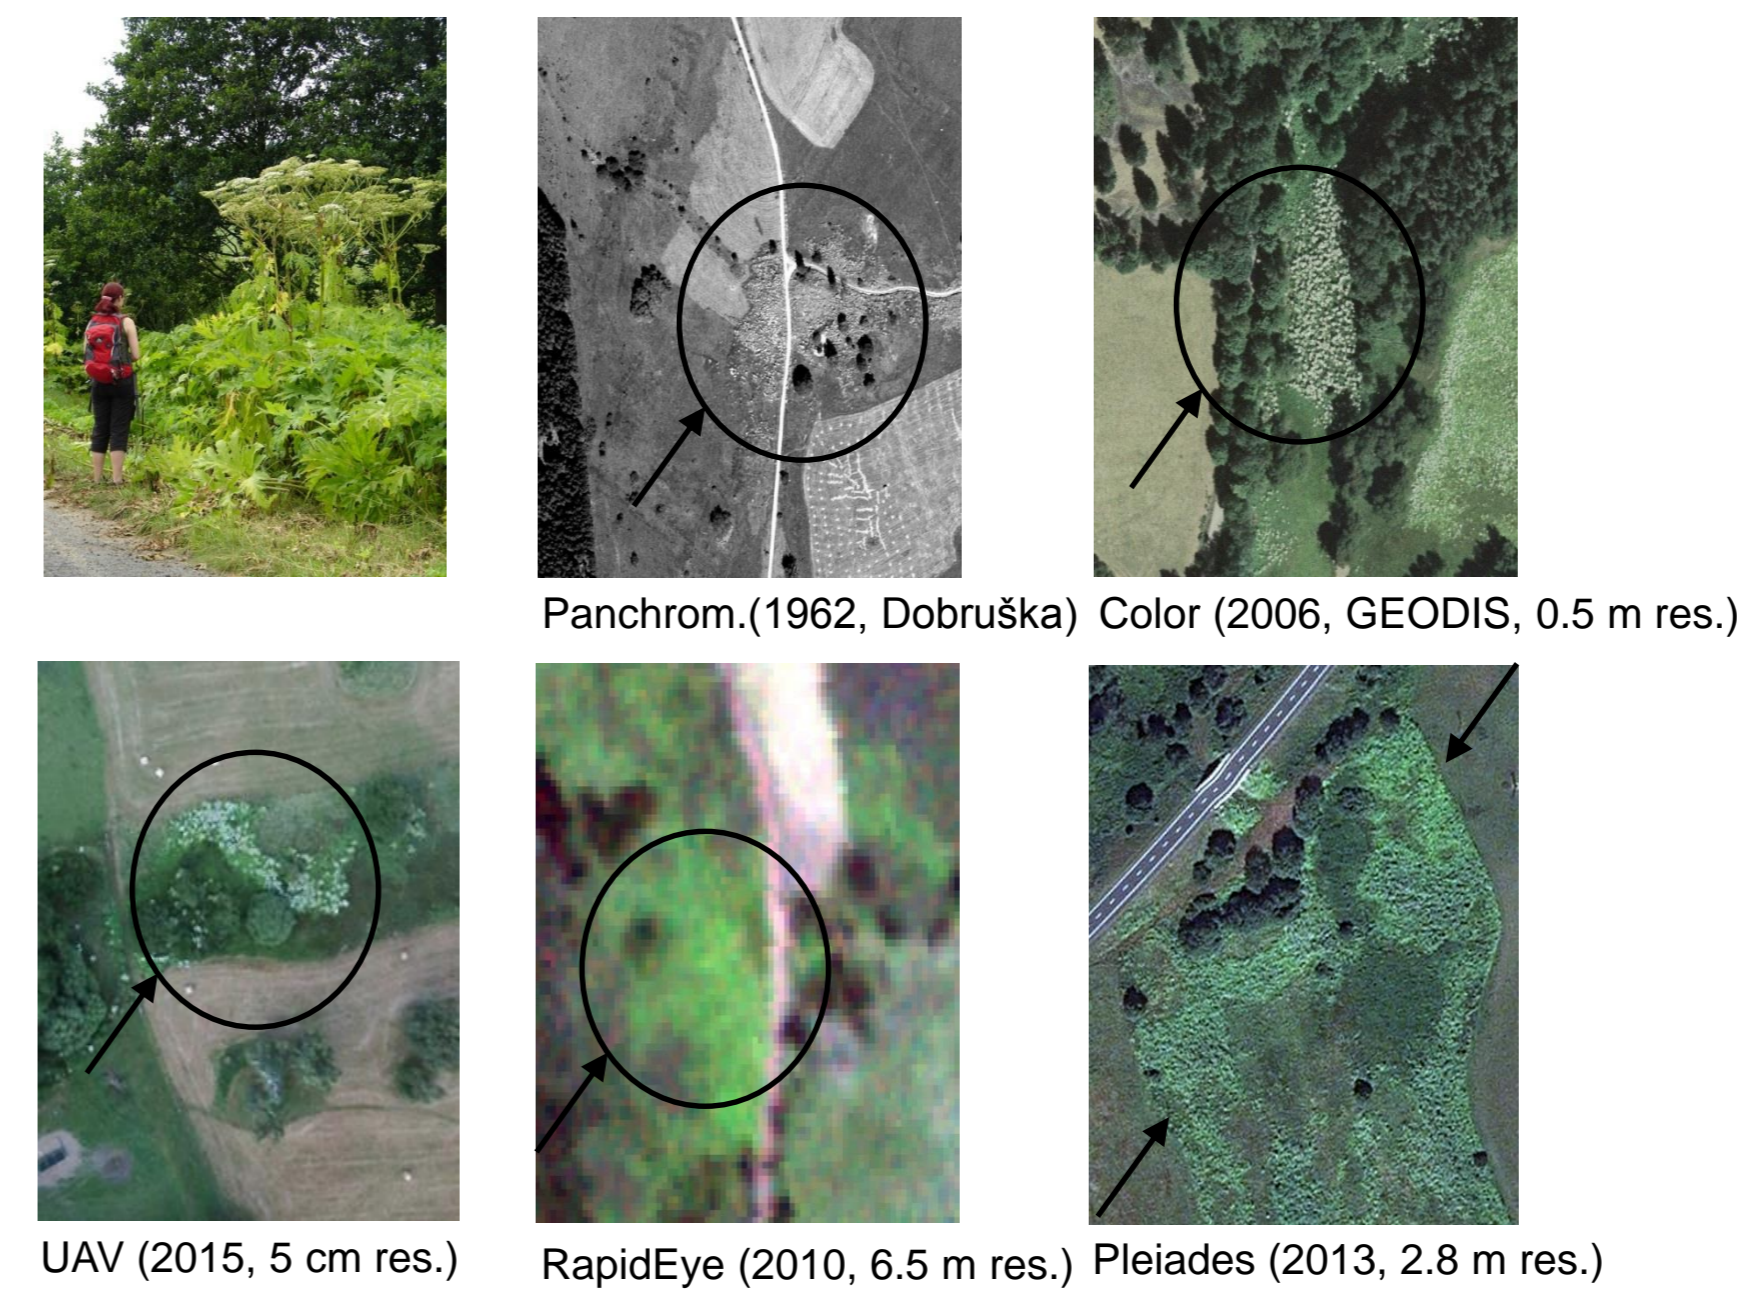 Panchrom.(1962, Dobruška)
Color (2006, GEODIS, 0.5 m res.)
UAV (2015, 5 cm res.)
RapidEye (2010, 6.5 m res.)
Pleiades (2013, 2.8 m res.)